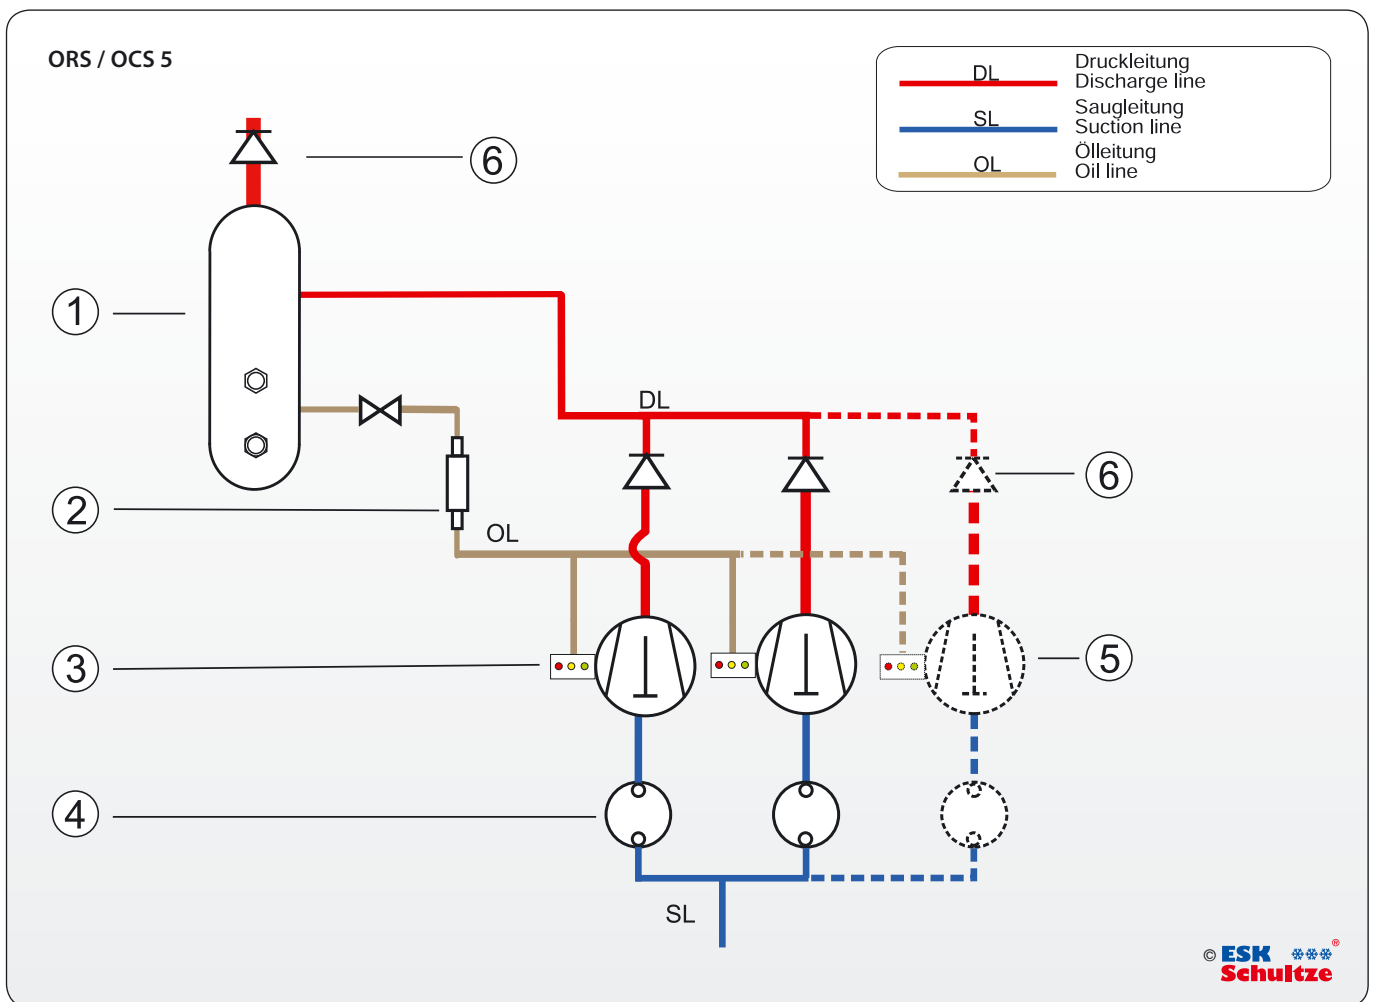 ORS / OCS 5
DL
Druckleitung
Discharge line
SL
Saugleitung
Suction line
OL
Ölleitung
Oil line
6
1
DL
6
2
OL
3
5
4
SL
© ESK ®
Schultze